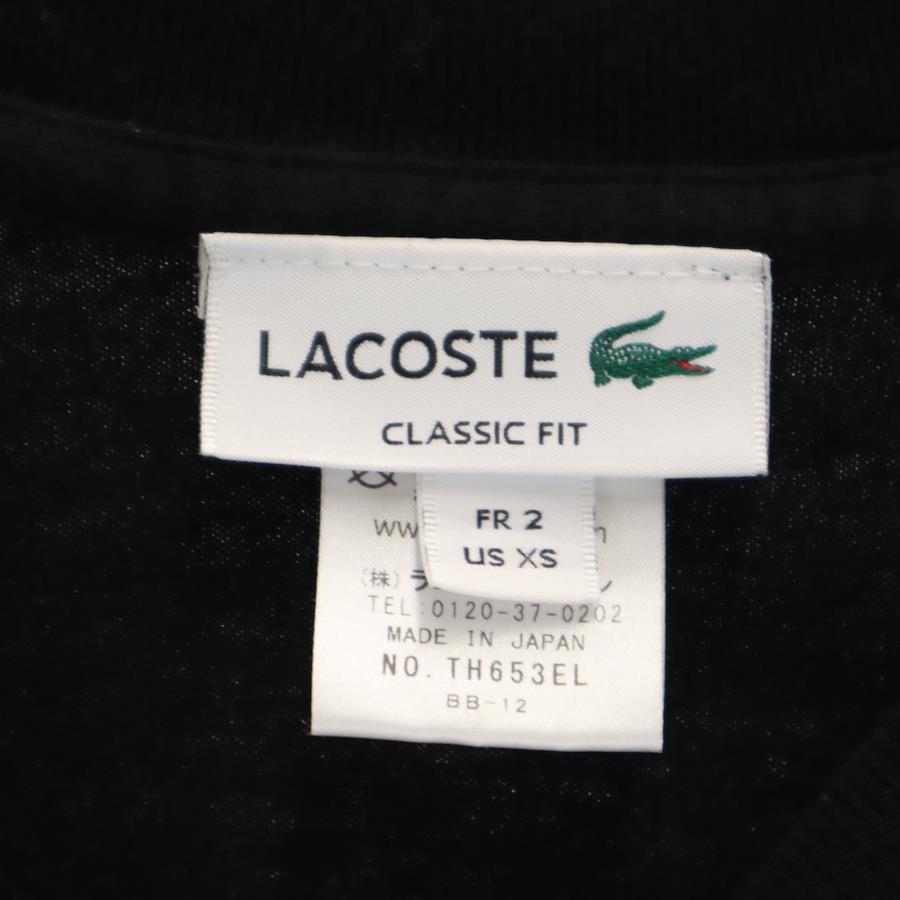 LACOSTE
CLASSIC FIT
FR 2
US XS
(株)
TEL:0120-37-0202
MADE IN JAPAN
NO. TH653EL
BB-12